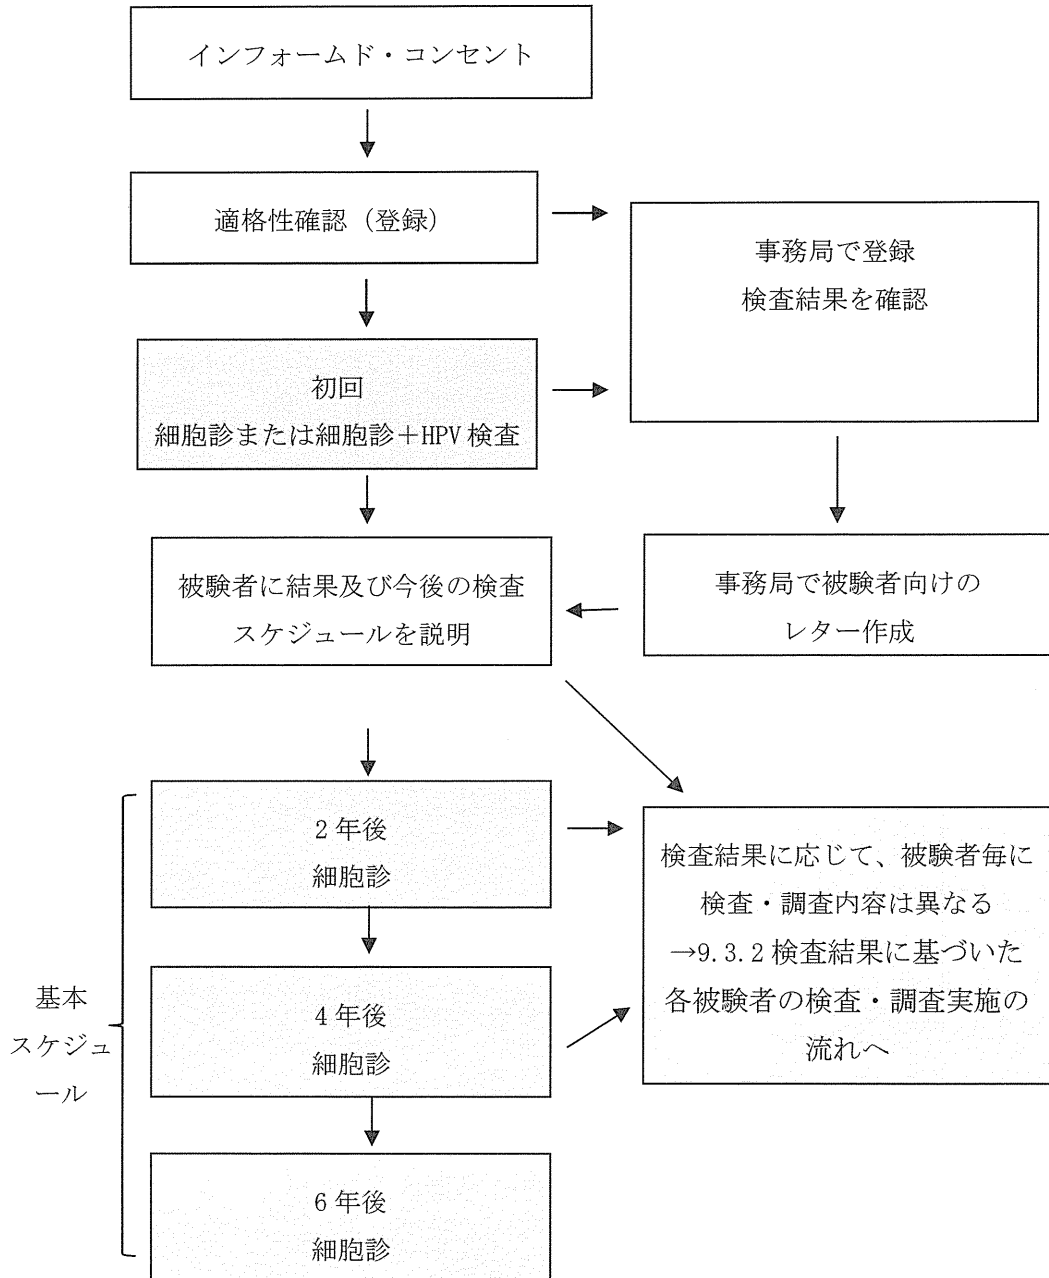 インフォームド・コンセント
適格性確認（登録）
事務局で登録
検査結果を確認
初回
細胞診または細胞診＋HPV検査
被験者に結果及び今後の検査
スケジュールを説明
事務局で被験者向けの
レター作成
基本
スケジュ
ール
2年後
細胞診
4年後
細胞診
6年後
細胞診
検査結果に応じて、被験者毎に
検査・調査内容は異なる
→9.3.2検査結果に基づいた
各被験者の検査・調査実施の
流れへ